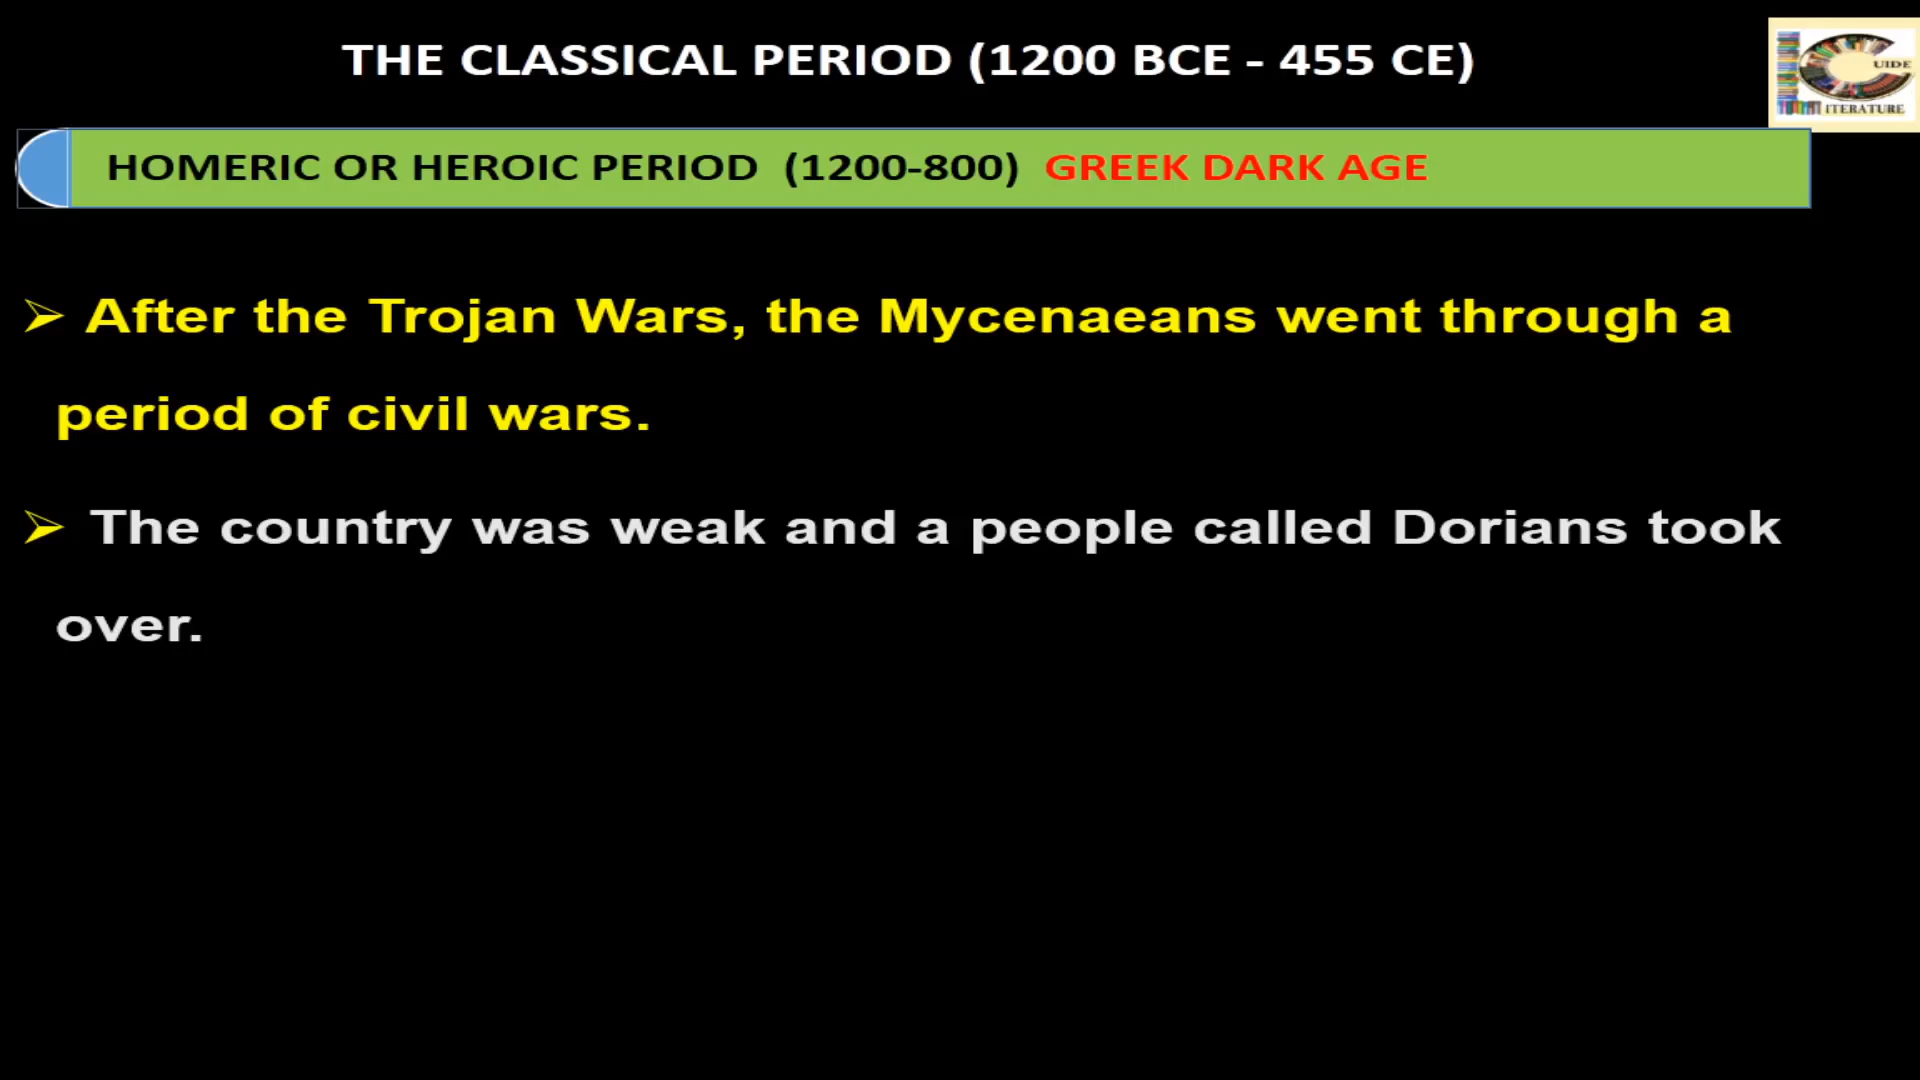 THE CLASSICAL PERIOD (1200 BCE - 455 CE)
UIDE
ITERATURE
HOMERIC OR HEROIC PERIOD (1200-800) GREEK DARK AGE
➢ After the Trojan Wars, the Mycenaeans went through a
period of civil wars.
➢ The country was weak and a people called Dorians took
over.